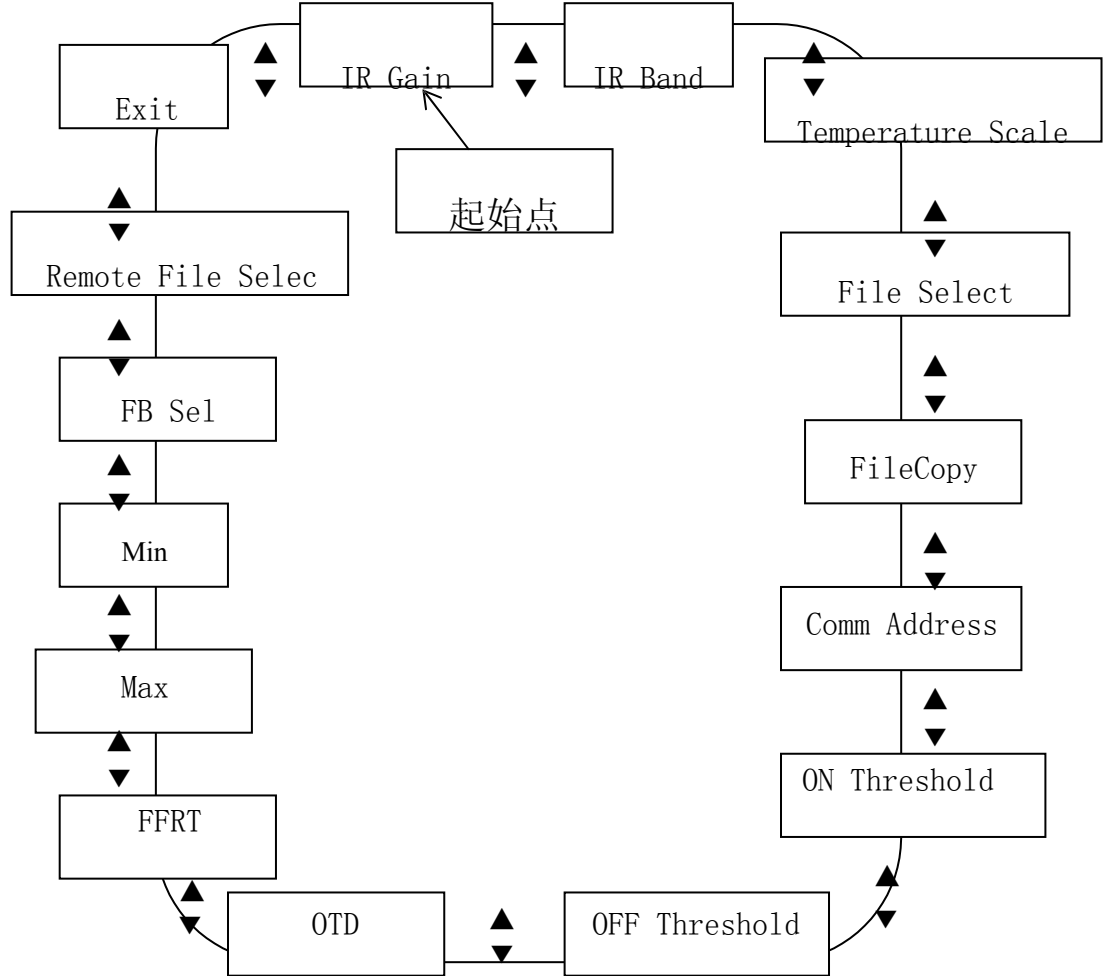 IR Gain
IR Band
Exit
Temperature Scale
起始点
Remote File Selec
File Select
FB Sel
FileCopy
Min
Comm Address
Max
ON Threshold
FFRT
OTD
OFF Threshold